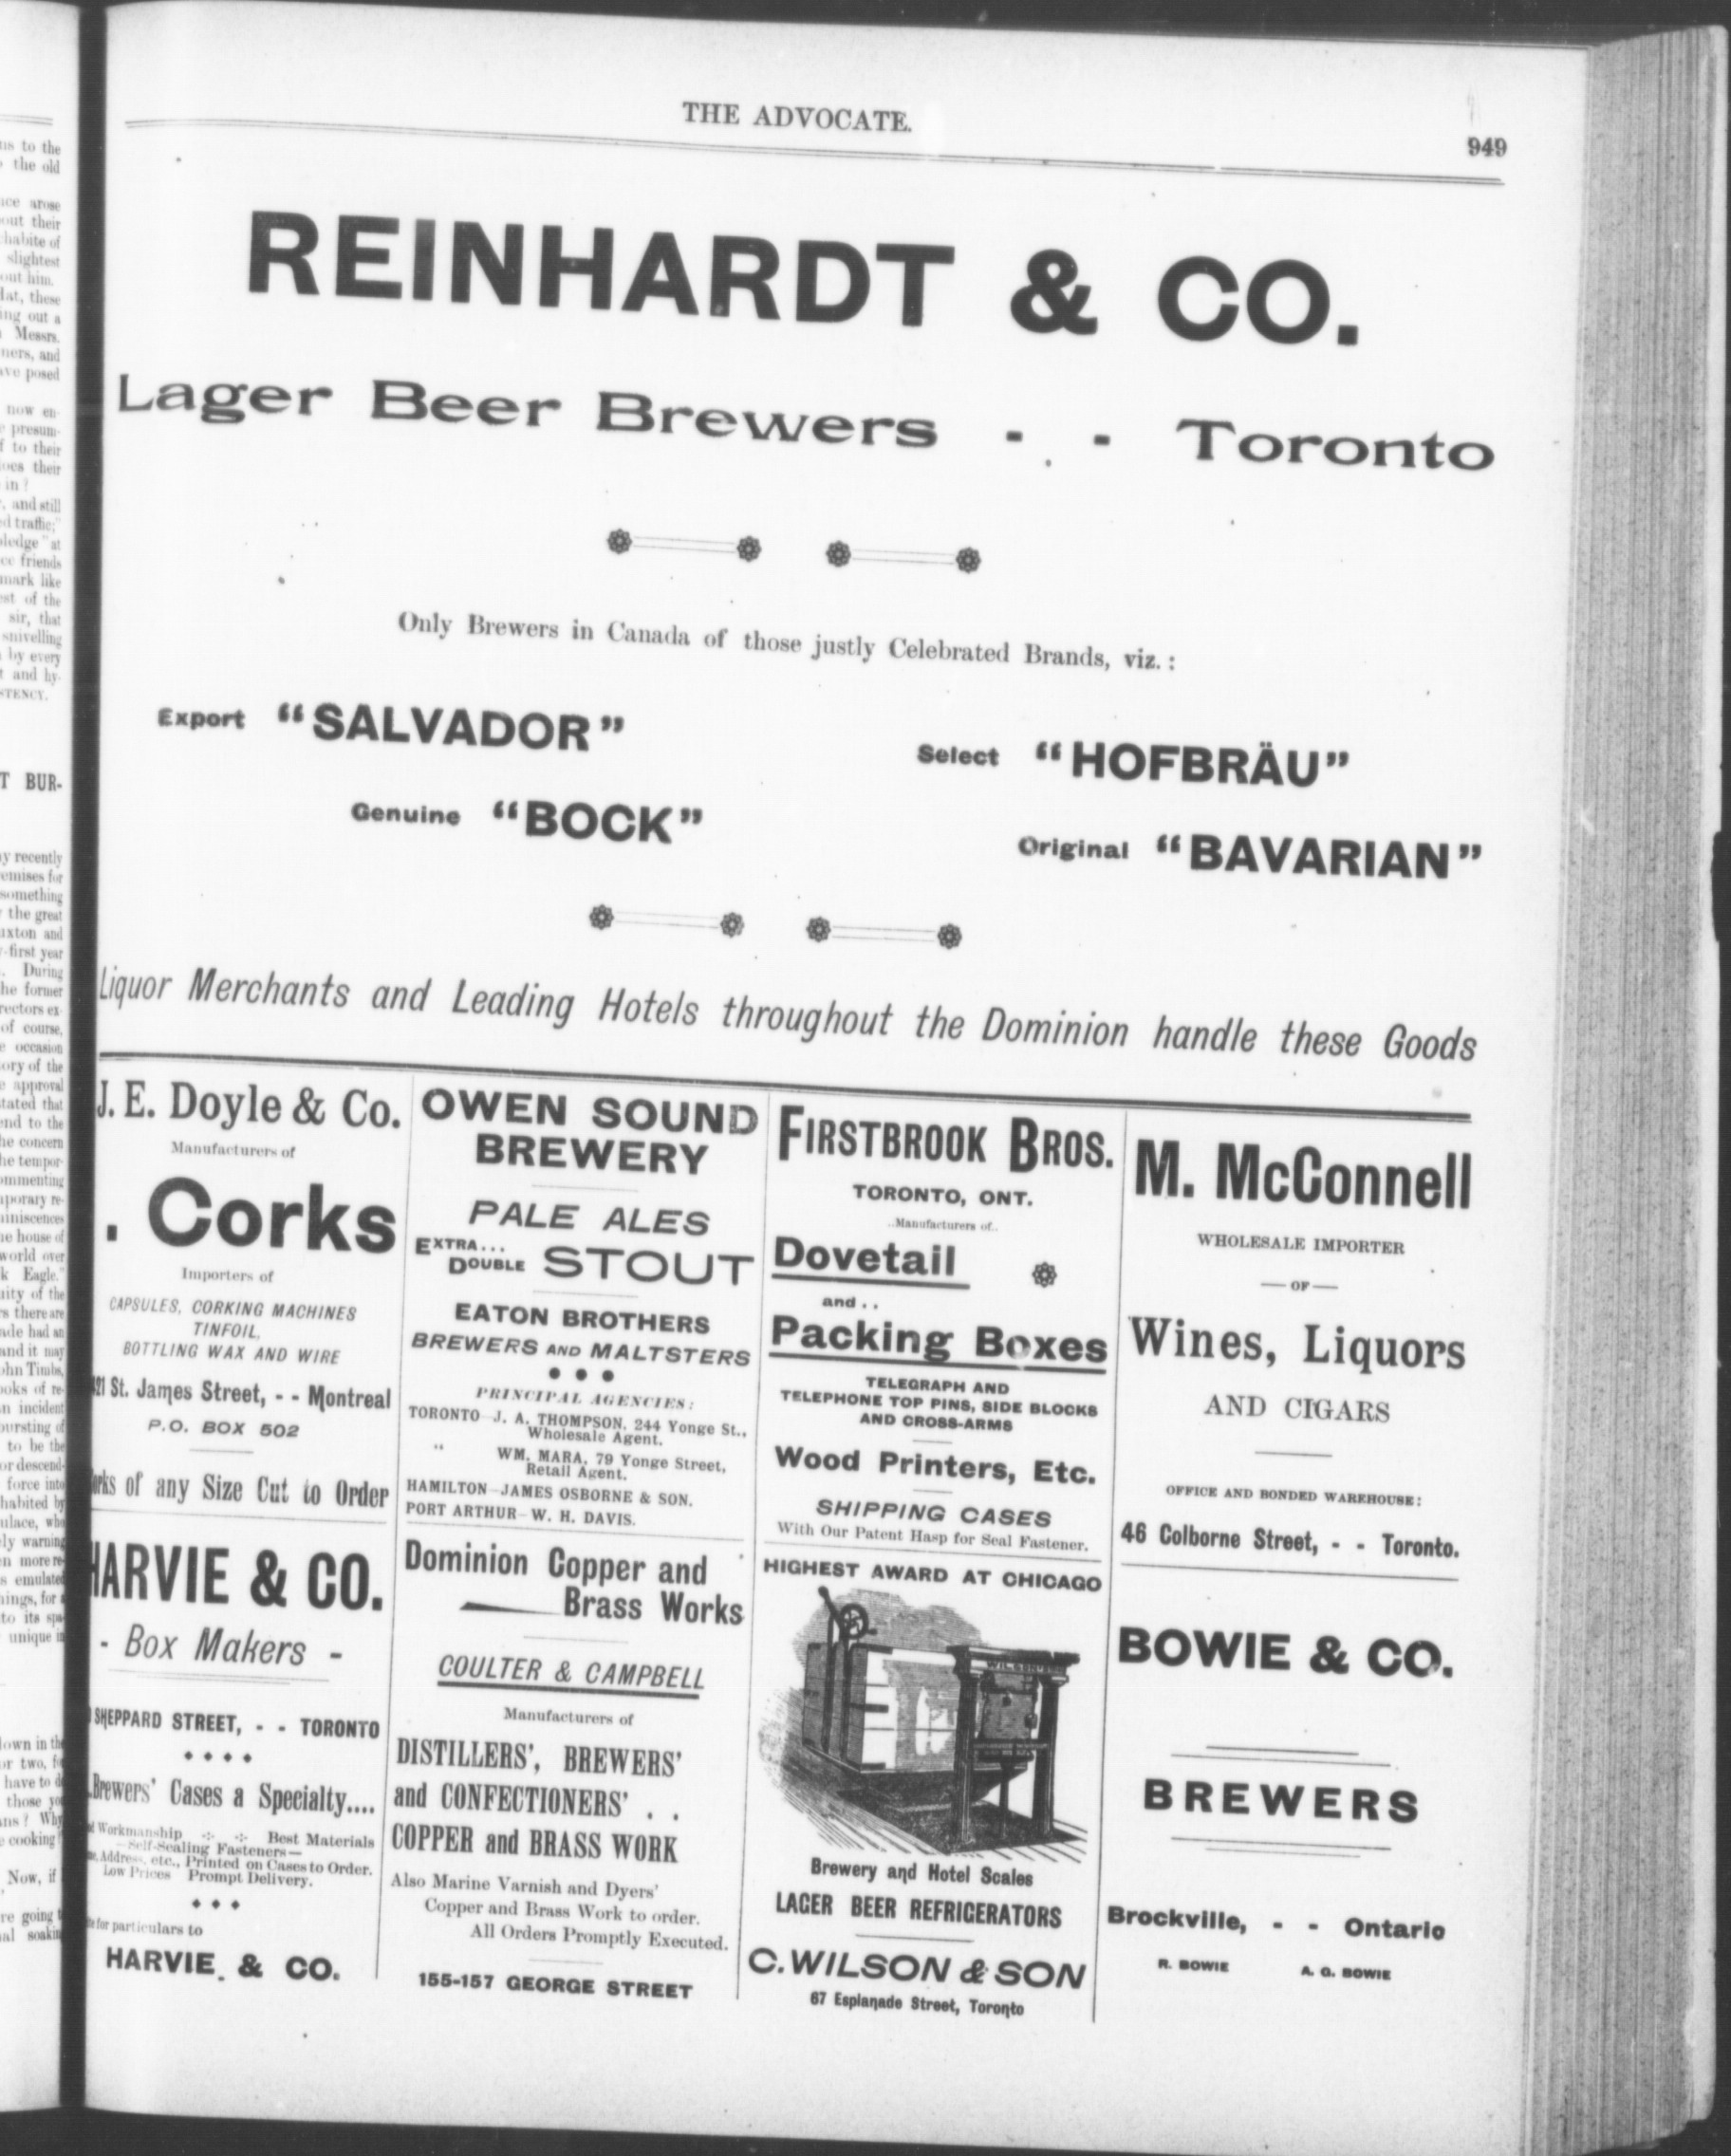 THE ADVOCATE.
949
REINHARDT & CO.
Lager Beer Brewers - - Toronto
Only Brewers in Canada of those justly Celebrated Brands, viz.:
Export "SALVADOR"
Select "HOFBRÄU"
Genuine "BOCK"
Original "BAVARIAN"
Liquor Merchants and Leading Hotels throughout the Dominion handle these Goods
J. E. Doyle & Co.
Manufacturers of
. Corks
Importers of
CAPSULES, CORKING MACHINES
TINFOIL,
BOTTLING WAX AND WIRE
St. James Street, - - Montreal
P.O. BOX 502
Corks of any Size Cut to Order
HARVIE & CO.
- Box Makers -
SHEPPARD STREET, - - TORONTO
Brewers' Cases a Specialty....
Workmanship Best Materials
—Self-Sealing Fasteners—
Address, etc., Printed on Cases to Order.
Low Prices Prompt Delivery.
for particulars to
HARVIE & CO.
OWEN SOUND
BREWERY
PALE ALES
EXTRA...
DOUBLE STOUT
EATON BROTHERS
BREWERS AND MALTSTERS
PRINCIPAL AGENCIES:
TORONTO—J. A. THOMPSON, 244 Yonge St.,
Wholesale Agent.
" WM. MARA, 79 Yonge Street,
Retail Agent.
HAMILTON—JAMES OSBORNE & SON.
PORT ARTHUR—W. H. DAVIS.
Dominion Copper and
Brass Works
COULTER & CAMPBELL
Manufacturers of
DISTILLERS', BREWERS'
and CONFECTIONERS' . .
COPPER and BRASS WORK
Also Marine Varnish and Dyers'
Copper and Brass Work to order.
All Orders Promptly Executed.
155-157 GEORGE STREET
FIRSTBROOK BROS.
TORONTO, ONT.
..Manufacturers of..
Dovetail
and..
Packing Boxes
TELEGRAPH AND
TELEPHONE TOP PINS, SIDE BLOCKS
AND CROSS-ARMS
Wood Printers, Etc.
SHIPPING CASES
With Our Patent Hasp for Seal Fastener.
HIGHEST AWARD AT CHICAGO
WILSON
Brewery and Hotel Scales
LAGER BEER REFRIGERATORS
C. WILSON & SON
67 Esplanade Street, Toronto
M. McConnell
WHOLESALE IMPORTER
—OF—
Wines, Liquors
AND CIGARS
OFFICE AND BONDED WAREHOUSE:
46 Colborne Street, - - Toronto.
BOWIE & CO.
BREWERS
Brockville, - - Ontario
R. BOWIE A. G. BOWIE